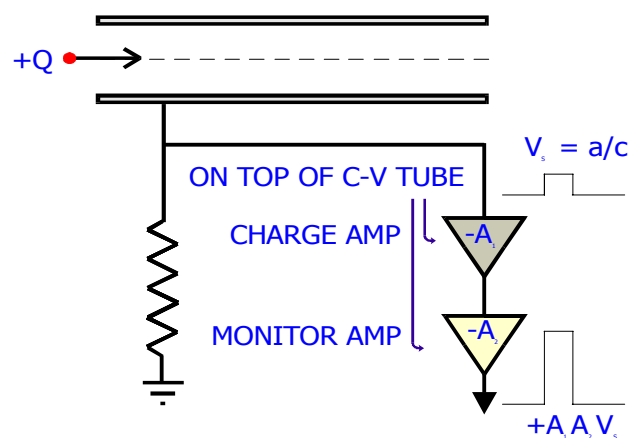 +Q
Vₛ = a/c
ON TOP OF C-V TUBE
CHARGE AMP
-A₁
MONITOR AMP
-A₂
+A₁A₂Vₛ